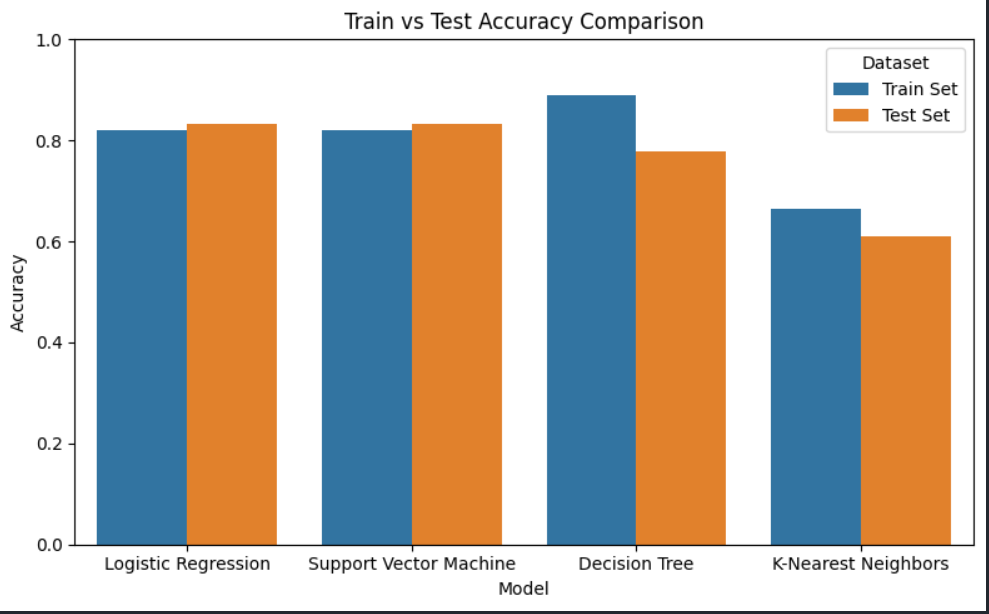 Train vs Test Accuracy Comparison
Dataset
Train Set
Test Set
Accuracy
1.0
0.8
0.6
0.4
0.2
0.0
Logistic Regression
Support Vector Machine
Decision Tree
K-Nearest Neighbors
Model